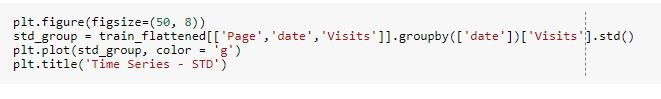 plt.figure(figsize=(50, 8))
std_group = train_flattened[['Page','date','Visits']].groupby(['date'])['Visits'].std()
plt.plot(std_group, color = 'g')
plt.title('Time Series - STD')